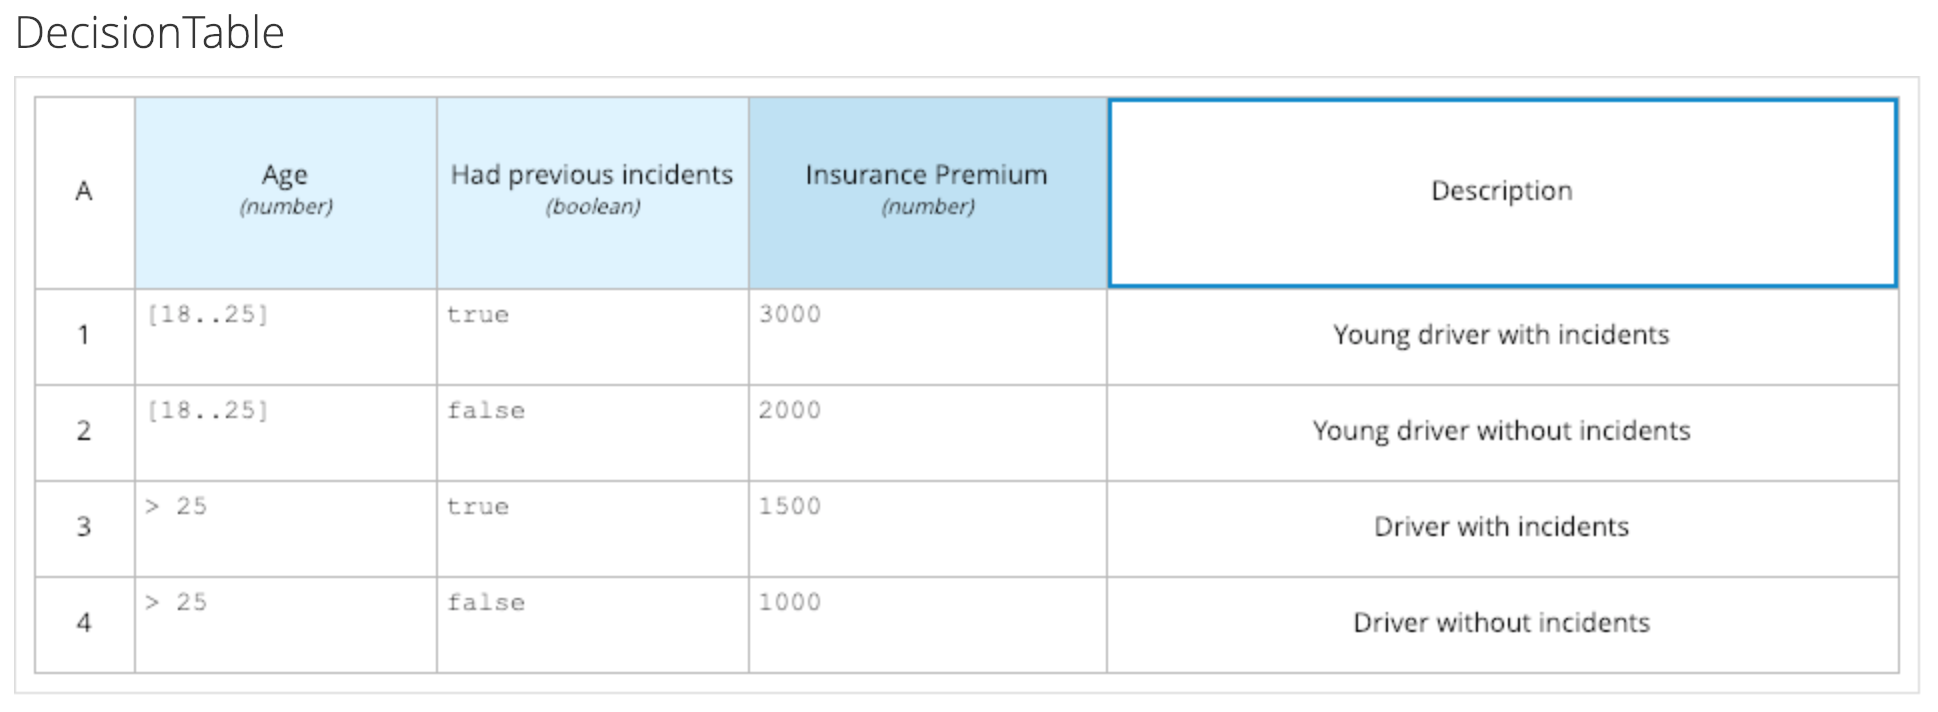 DecisionTable
A Age Had previous incidents Insurance Premium Description
(number) (boolean) (number)
1 [18..25] true 3000 Young driver with incidents
2 [18..25] false 2000 Young driver without incidents
3 > 25 true 1500 Driver with incidents
4 > 25 false 1000 Driver without incidents